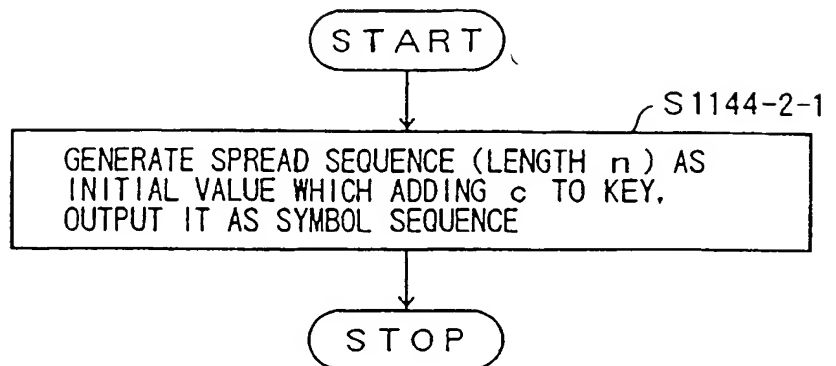 START
S1144-2-1
GENERATE SPREAD SEQUENCE (LENGTH n) AS
INITIAL VALUE WHICH ADDING c TO KEY,
OUTPUT IT AS SYMBOL SEQUENCE
STOP